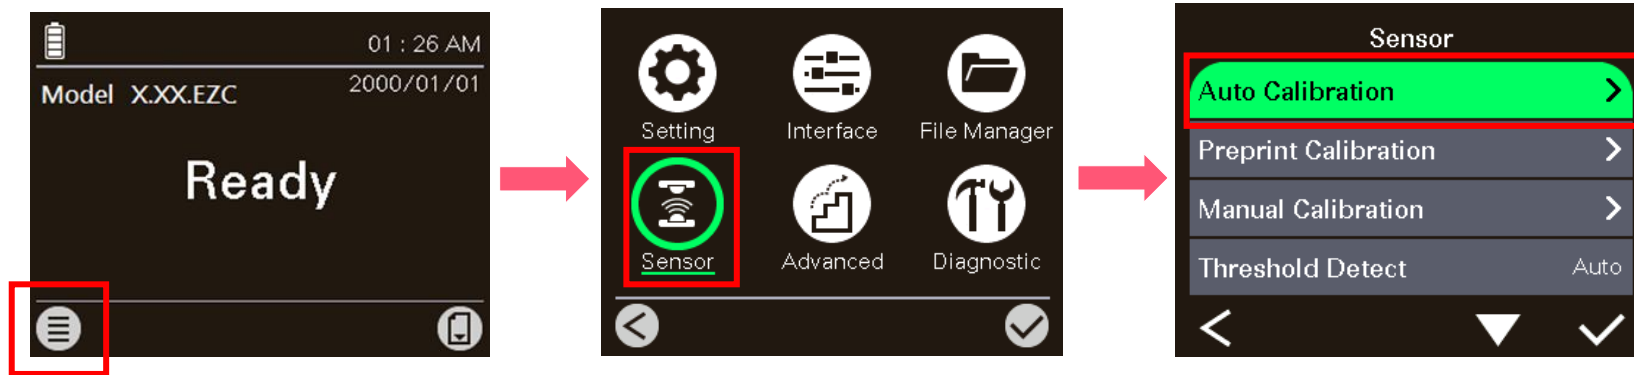 01 : 26 AM
Model X.XX.EZC
2000/01/01
Ready
Setting
Interface
File Manager
Sensor
Advanced
Diagnostic
Sensor
Auto Calibration
Preprint Calibration
Manual Calibration
Threshold Detect
Auto